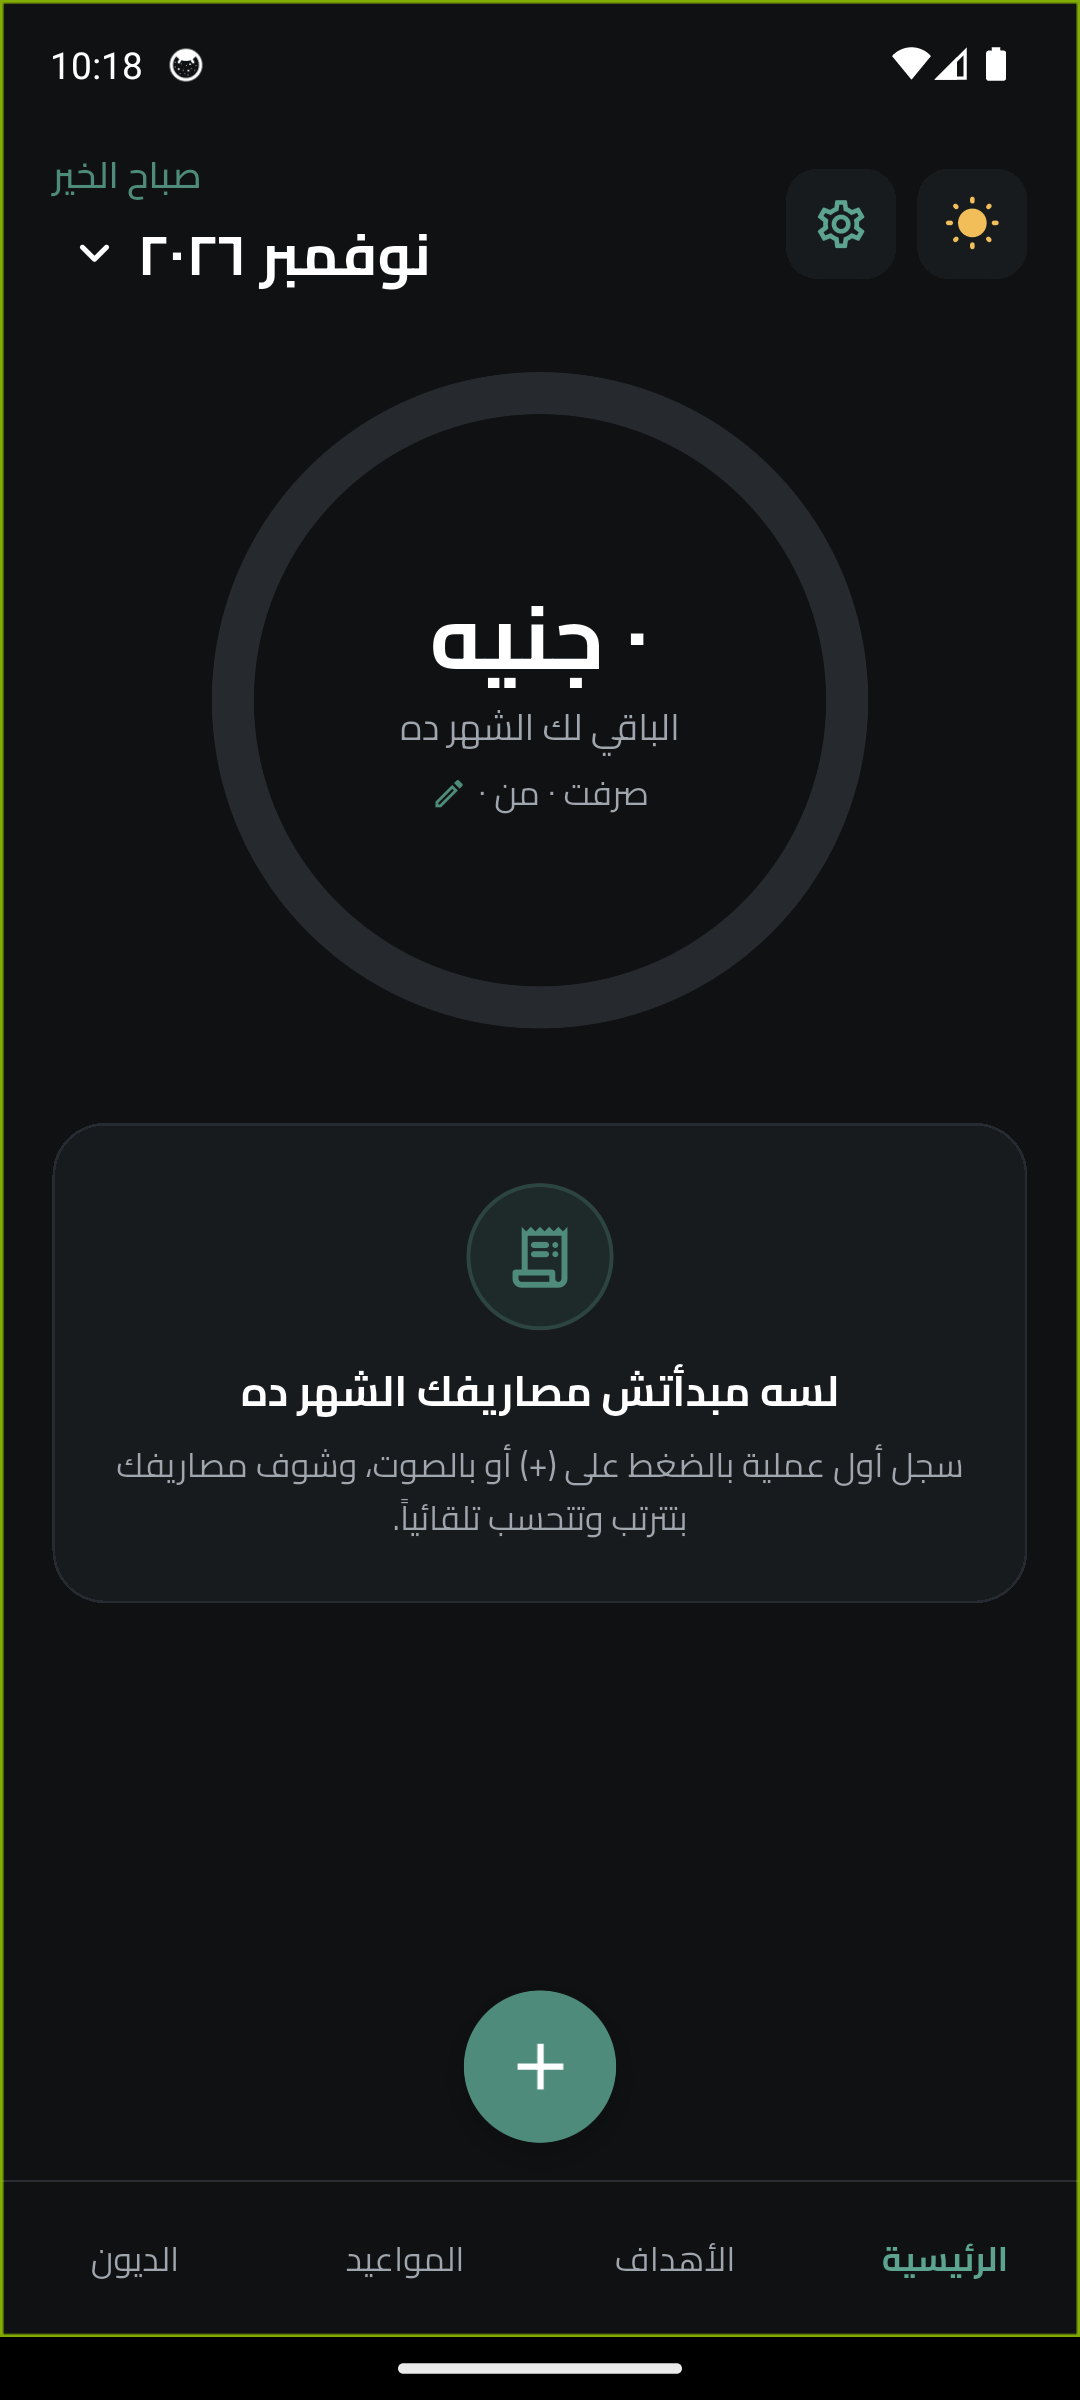 10:18
صباح الخير
نوفمبر ٢٠٢٦
٠ جنيه
الباقي لك الشهر ده
صرفت ٠ من ٠
لسه مبدأتش مصاريفك الشهر ده
سجل أول عملية بالضغط على (+) أو بالصوت، وشوف مصاريفك
بتترتب وتتحسب تلقائياً.
الرئيسية
الأهداف
المواعيد
الديون